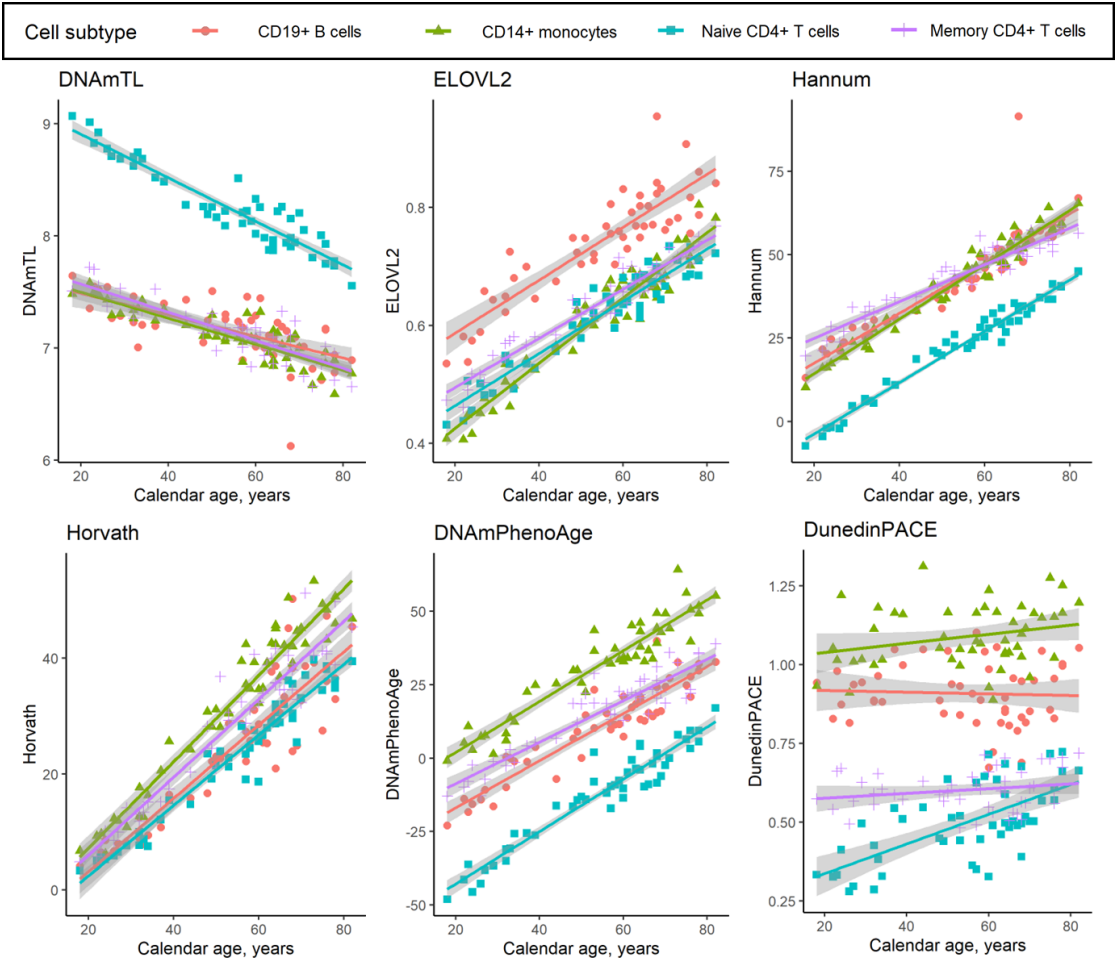 Cell subtype CD19+ B cells CD14+ monocytes Naive CD4+ T cells Memory CD4+ T cells
DNAmTL
DNAmTL
9
8
7
6
20 40 60 80
Calendar age, years
ELOVL2
ELOVL2
0.8
0.6
0.4
20 40 60 80
Calendar age, years
Hannum
Hannum
75
50
25
0
20 40 60 80
Calendar age, years
Horvath
Horvath
40
20
0
20 40 60 80
Calendar age, years
DNAmPhenoAge
DNAmPhenoAge
50
25
0
-25
-50
20 40 60 80
Calendar age, years
DunedinPACE
DunedinPACE
1.25
1.00
0.75
0.50
0.25
20 40 60 80
Calendar age, years